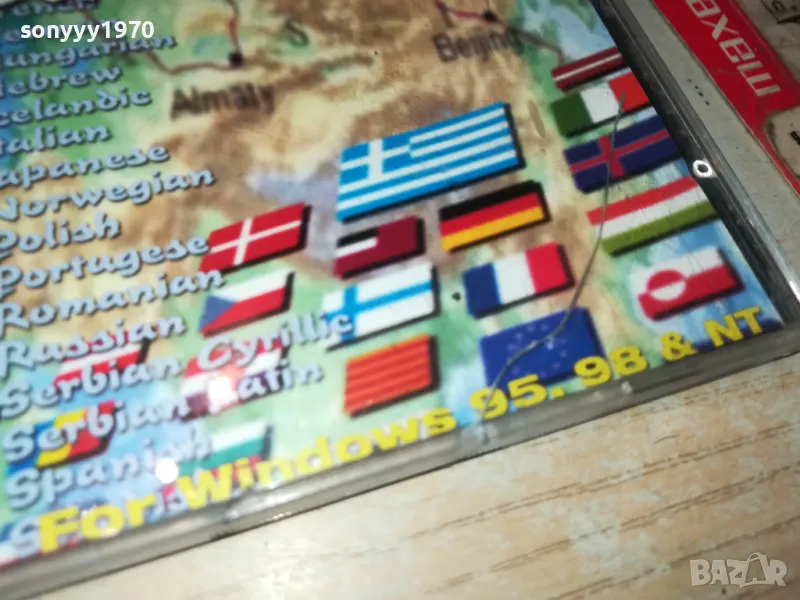 sonyyy1970
French
Hungarian
Hebrew
Icelandic
Italian
Japanese
Norwegian
Polish
Portugese
Romanian
Russian
Serbian Cyrillic
Serbian Latin
Spanish
Almaty
Beijing
For Windows 95, 98 & NT
maxell
BAZAR